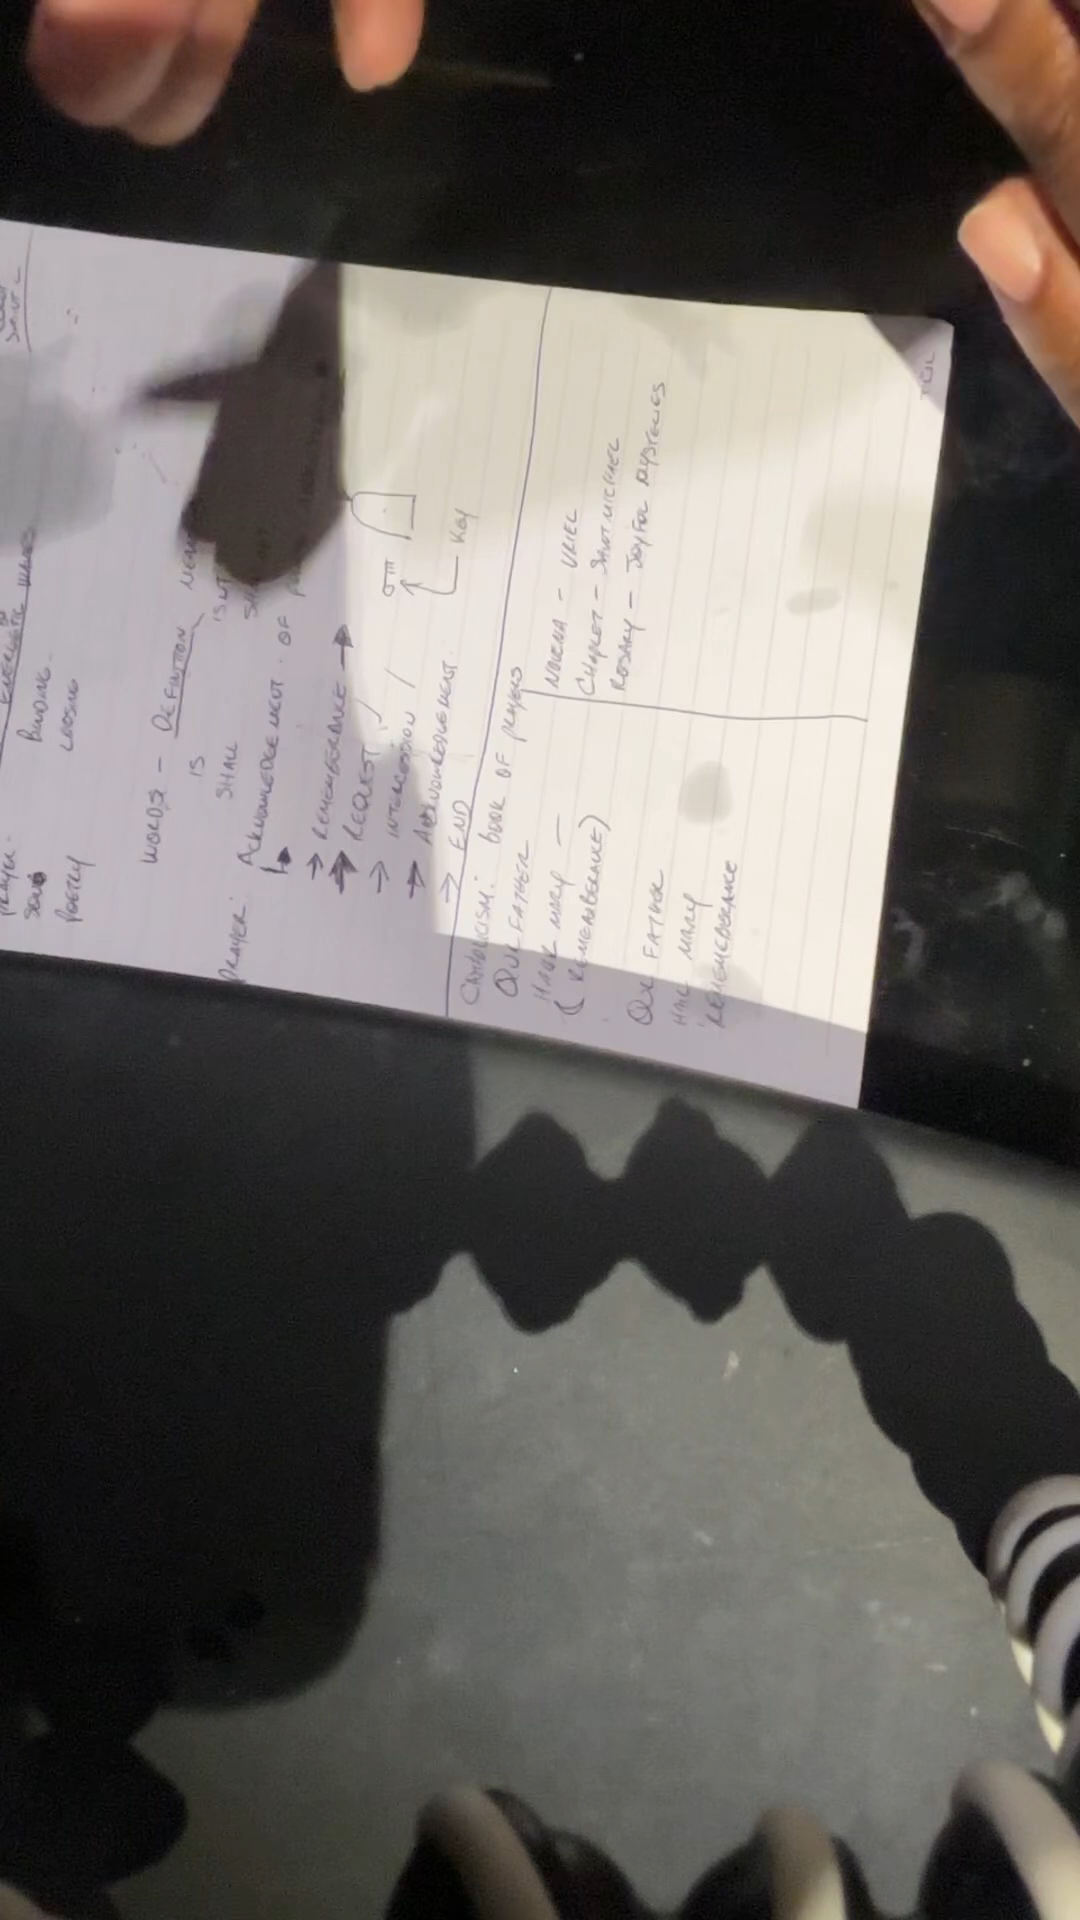 PRAYER.
POETRY
BINDING
LOOSING
WORDS - DEFINITION
IS
SHALL
PRAYER: ACKNOWLEDGEMENT. OF
→ REMEMBERANCE →
→ REQUEST
→ INTERCESSION /
→ ACKNOWLEDGEMENT.
→ END
KEY
CATHOLICISM: BOOK OF PRAYERS
OUR FATHER
HAIL MARY —
(REMEMBERANCE)
OUR FATHER
HAIL MARY
REMEMBERANCE
NOVENA - URIEL
CHAPLET - SAINT MICHAEL
ROSARY - JOYFUL MYSTERIES